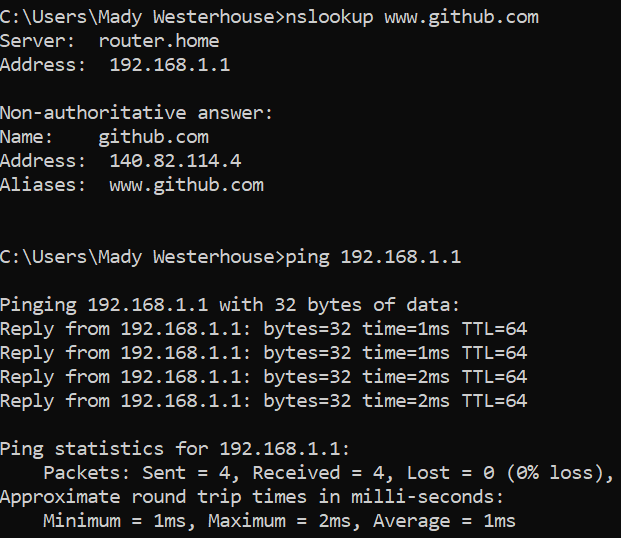 C:\Users\Mady Westerhouse>nslookup www.github.com
Server:  router.home
Address:  192.168.1.1
Non-authoritative answer:
Name:    github.com
Address:  140.82.114.4
Aliases:  www.github.com
C:\Users\Mady Westerhouse>ping 192.168.1.1
Pinging 192.168.1.1 with 32 bytes of data:
Reply from 192.168.1.1: bytes=32 time=1ms TTL=64
Reply from 192.168.1.1: bytes=32 time=1ms TTL=64
Reply from 192.168.1.1: bytes=32 time=2ms TTL=64
Reply from 192.168.1.1: bytes=32 time=2ms TTL=64
Ping statistics for 192.168.1.1:
    Packets: Sent = 4, Received = 4, Lost = 0 (0% loss),
Approximate round trip times in milli-seconds:
    Minimum = 1ms, Maximum = 2ms, Average = 1ms